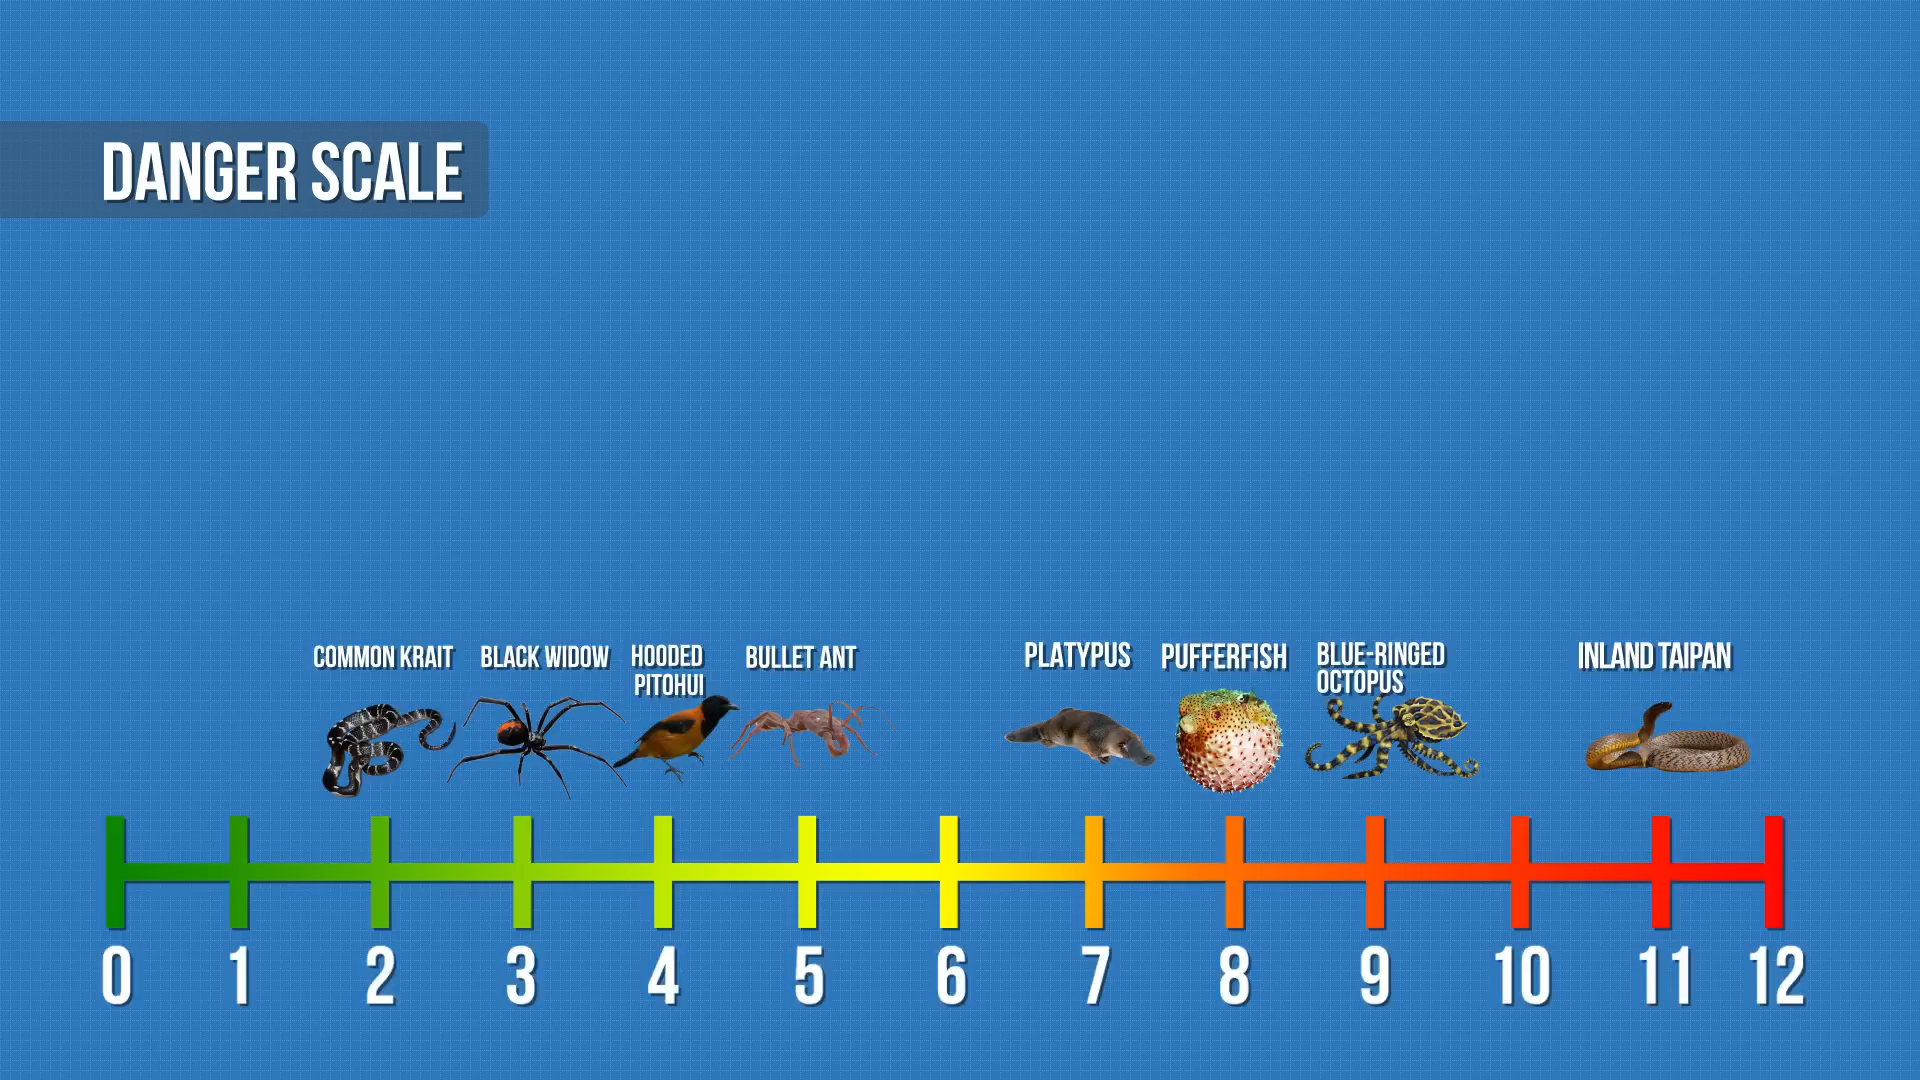 DANGER SCALE
COMMON KRAIT
BLACK WIDOW
HOODED
PITOHUI
BULLET ANT
PLATYPUS
PUFFERFISH
BLUE-RINGED
OCTOPUS
INLAND TAIPAN
0 1 2 3 4 5 6 7 8 9 10 11 12